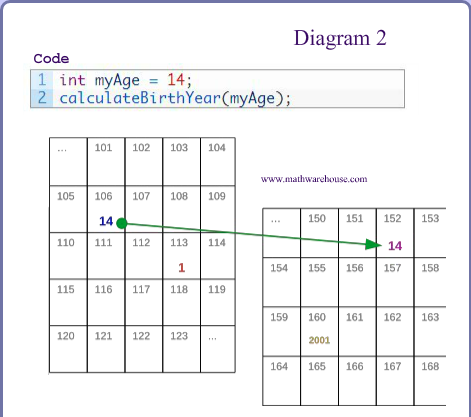 Diagram 2
Code
1 int myAge = 14;
2 calculateBirthYear(myAge);
... 101 102 103 104
105 106 107 108 109
14
110 111 112 113 114
1
115 116 117 118 119
120 121 122 123 ...
www.mathwarehouse.com
... 150 151 152 153
14
154 155 156 157 158
159 160 161 162 163
2001
164 165 166 167 168